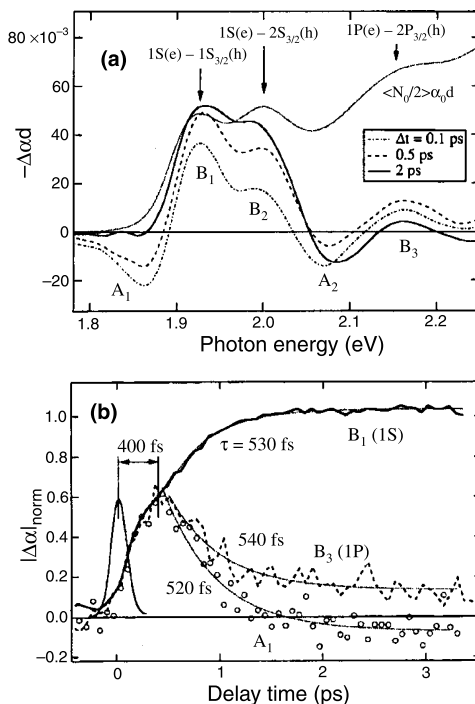 80×10⁻³
60
40
20
0
−20
−Δαd
(a)
1S(e) − 1S₃/₂(h)
1S(e) − 2S₃/₂(h)
1P(e) − 2P₃/₂(h)
<N₀/2> α₀d
Δt = 0.1 ps
0.5 ps
2 ps
B₁
B₂
B₃
A₁
A₂
1.8 1.9 2.0 2.1 2.2
Photon energy (eV)
(b)
1.0
0.8
0.6
0.4
0.2
0.0
−0.2
|Δα|norm
400 fs
τ = 530 fs
B₁ (1S)
540 fs
B₃ (1P)
520 fs
A₁
0 1 2 3
Delay time (ps)